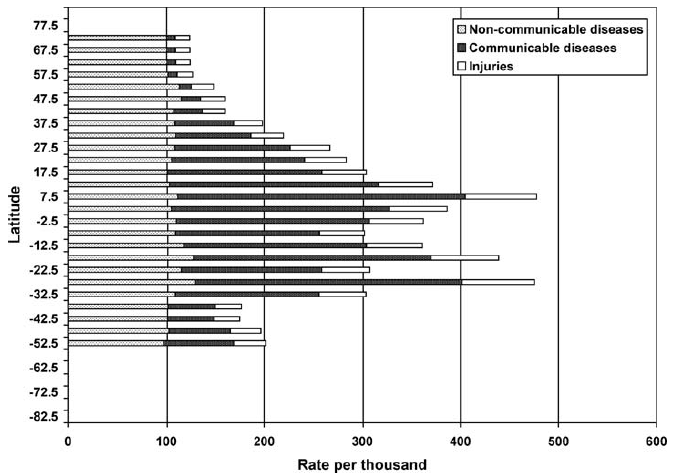 Non-communicable diseases
Communicable diseases
Injuries
Latitude
77.5
67.5
57.5
47.5
37.5
27.5
17.5
7.5
-2.5
-12.5
-22.5
-32.5
-42.5
-52.5
-62.5
-72.5
-82.5
0 100 200 300 400 500 600
Rate per thousand